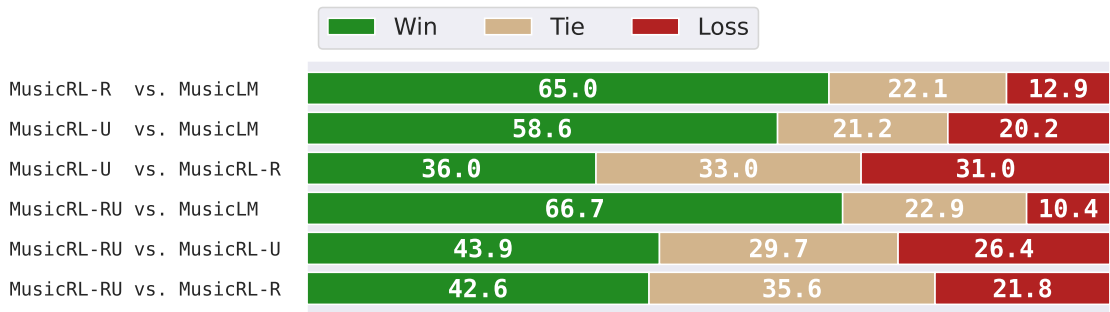 Win Tie Loss
MusicRL-R vs. MusicLM 65.0 22.1 12.9
MusicRL-U vs. MusicLM 58.6 21.2 20.2
MusicRL-U vs. MusicRL-R 36.0 33.0 31.0
MusicRL-RU vs. MusicLM 66.7 22.9 10.4
MusicRL-RU vs. MusicRL-U 43.9 29.7 26.4
MusicRL-RU vs. MusicRL-R 42.6 35.6 21.8